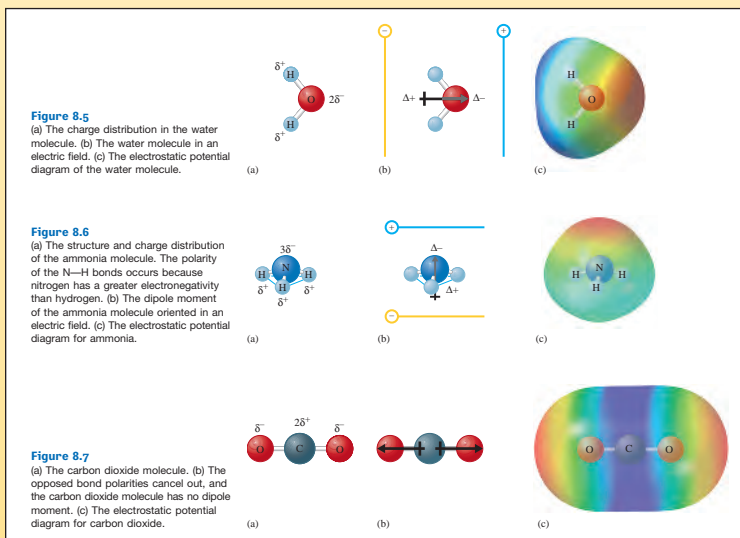 Figure 8.5
(a) The charge distribution in the water
molecule. (b) The water molecule in an
electric field. (c) The electrostatic potential
diagram of the water molecule.
δ+
H
O
2δ−
H
δ+
(a)
−
+
Δ+
Δ−
(b)
H
O
H
(c)
Figure 8.6
(a) The structure and charge distribution
of the ammonia molecule. The polarity
of the N—H bonds occurs because
nitrogen has a greater electronegativity
than hydrogen. (b) The dipole moment
of the ammonia molecule oriented in an
electric field. (c) The electrostatic potential
diagram for ammonia.
3δ−
N
H H
H
δ+ δ+
δ+
(a)
+
Δ−
Δ+
−
(b)
N
H H
H
(c)
Figure 8.7
(a) The carbon dioxide molecule. (b) The
opposed bond polarities cancel out, and
the carbon dioxide molecule has no dipole
moment. (c) The electrostatic potential
diagram for carbon dioxide.
δ− 2δ+ δ−
O C O
(a)
(b)
O C O
(c)